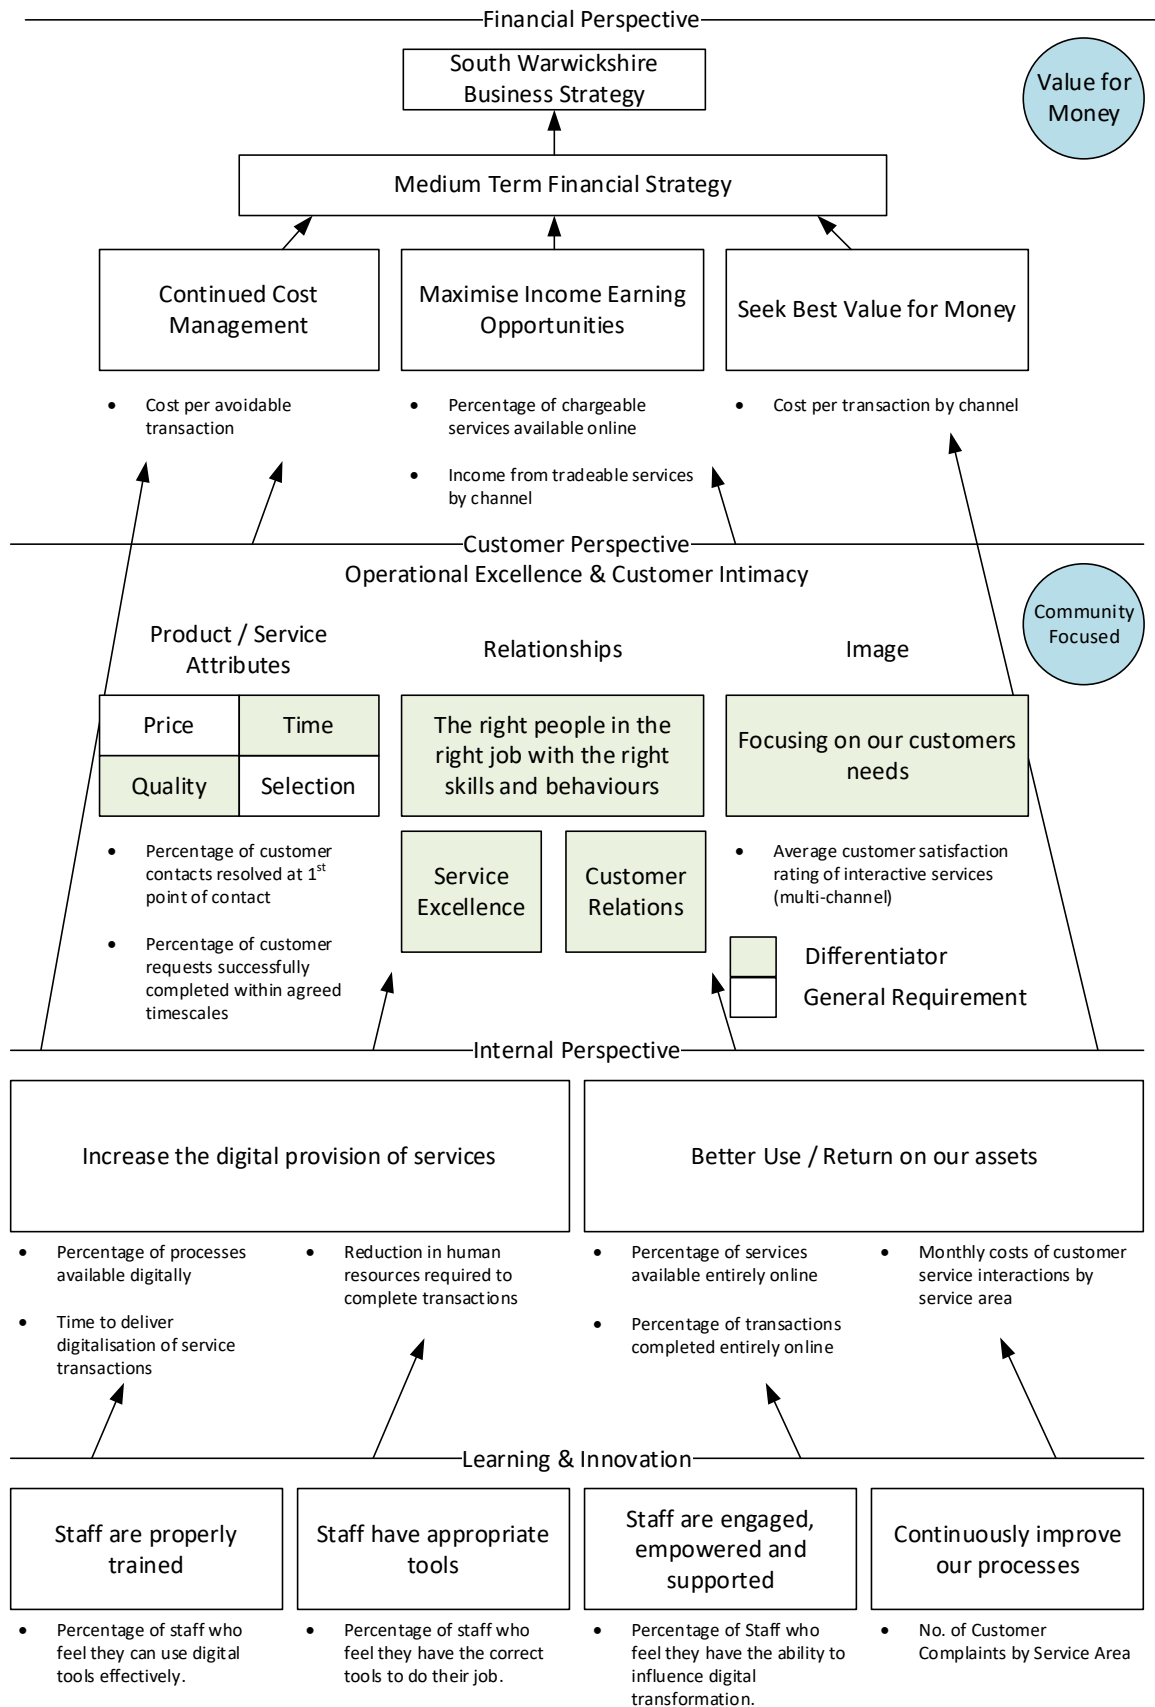 Financial Perspective
South Warwickshire
Business Strategy
Value for
Money
Medium Term Financial Strategy
Continued Cost
Management
Maximise Income Earning
Opportunities
Seek Best Value for Money
• Cost per avoidable
transaction
• Percentage of chargeable
services available online
• Income from tradeable services
by channel
• Cost per transaction by channel
Customer Perspective
Operational Excellence & Customer Intimacy
Community
Focused
Product / Service
Attributes
Relationships
Image
Price
Time
Quality
Selection
The right people in the
right job with the right
skills and behaviours
Focusing on our customers
needs
• Percentage of customer
contacts resolved at 1st
point of contact
• Percentage of customer
requests successfully
completed within agreed
timescales
Service
Excellence
Customer
Relations
• Average customer satisfaction
rating of interactive services
(multi-channel)
Differentiator
General Requirement
Internal Perspective
Increase the digital provision of services
Better Use / Return on our assets
• Percentage of processes
available digitally
• Time to deliver
digitalisation of service
transactions
• Reduction in human
resources required to
complete transactions
• Percentage of services
available entirely online
• Percentage of transactions
completed entirely online
• Monthly costs of customer
service interactions by
service area
Learning & Innovation
Staff are properly
trained
Staff have appropriate
tools
Staff are engaged,
empowered and
supported
Continuously improve
our processes
• Percentage of staff who
feel they can use digital
tools effectively.
• Percentage of staff who
feel they have the correct
tools to do their job.
• Percentage of Staff who
feel they have the ability to
influence digital
transformation.
• No. of Customer
Complaints by Service Area